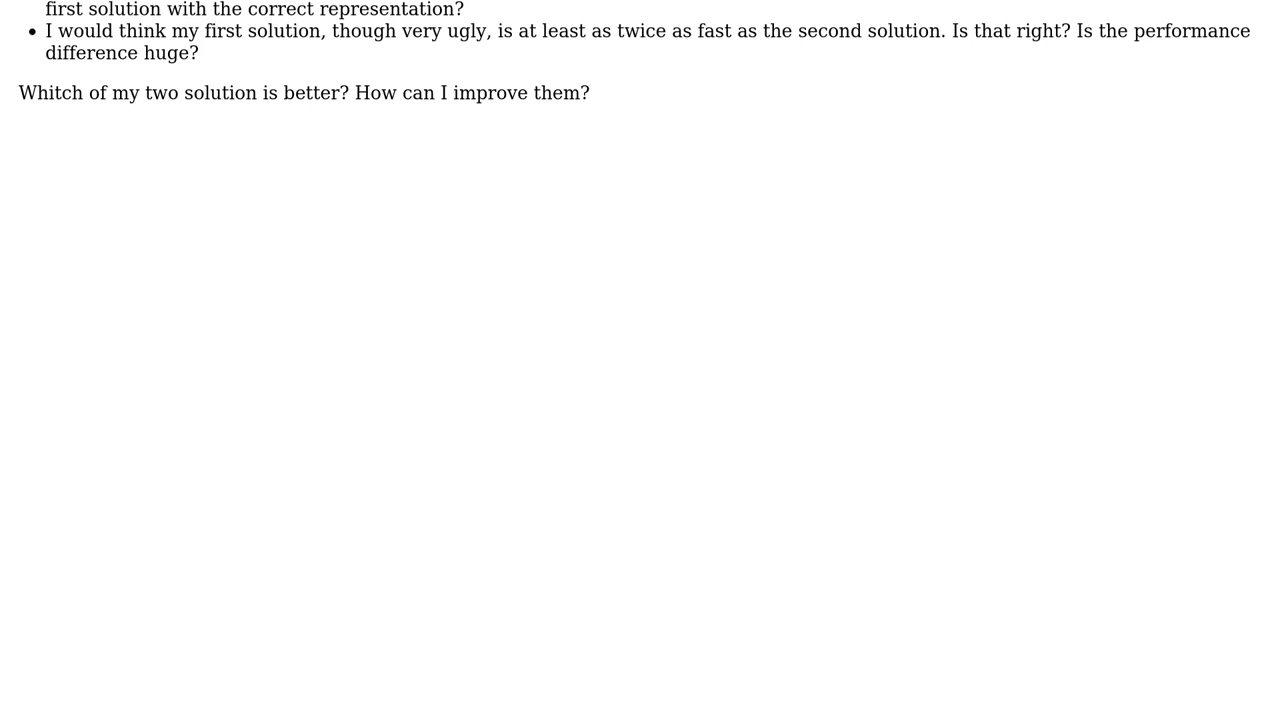 first solution with the correct representation?
• I would think my first solution, though very ugly, is at least as twice as fast as the second solution. Is that right? Is the performance
difference huge?
Whitch of my two solution is better? How can I improve them?